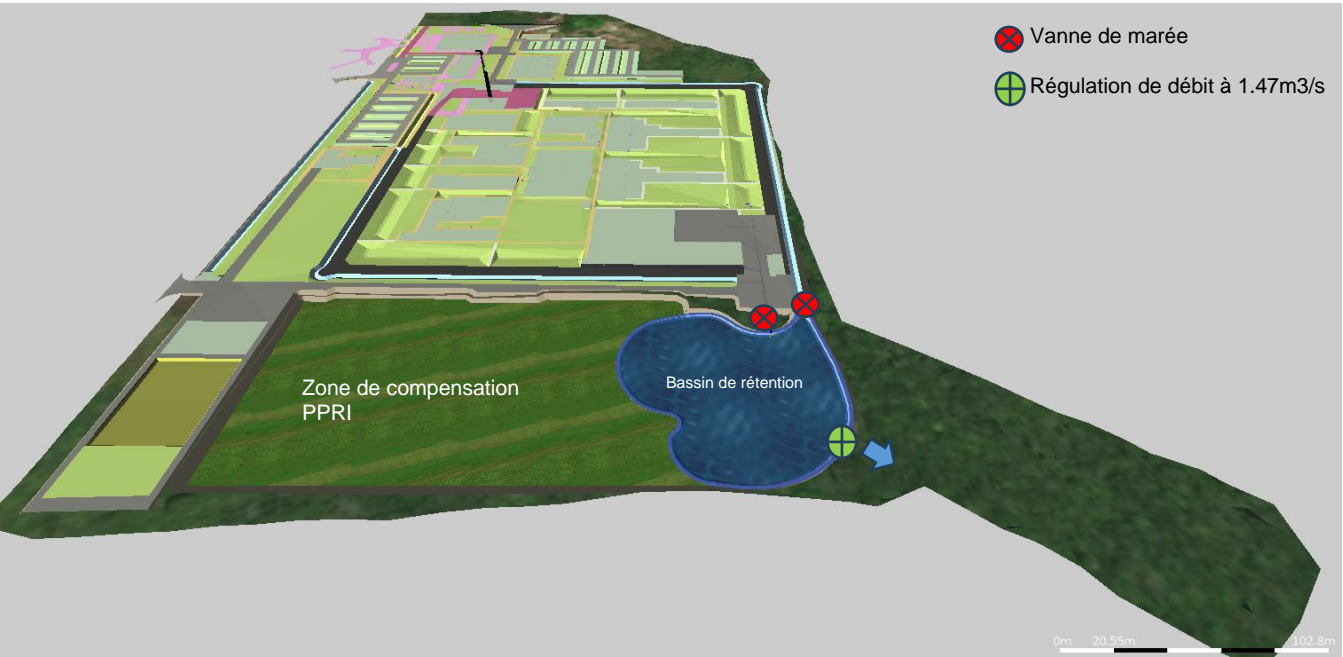 Vanne de marée
Régulation de débit à 1.47m3/s
Zone de compensation
PPRI
Bassin de rétention
0m 20.55m 102.8m